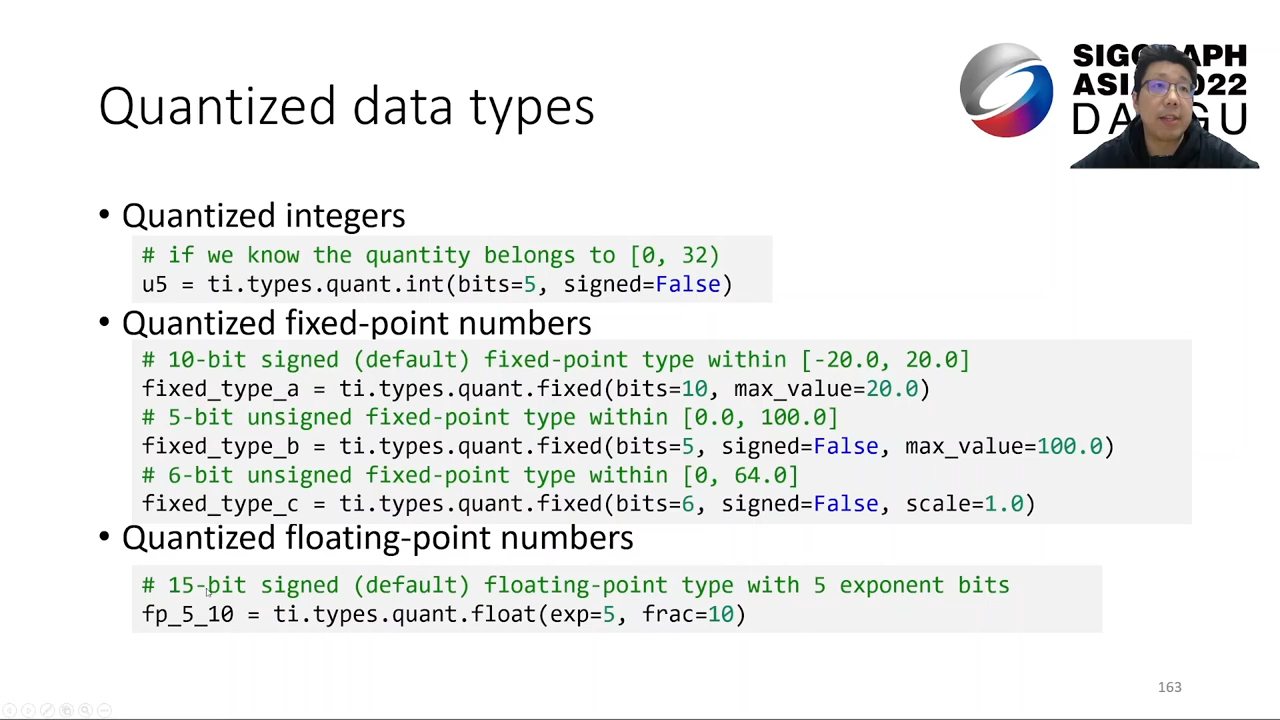 Quantized data types
SIGGRAPH
ASIA 2022
DAEGU
• Quantized integers
# if we know the quantity belongs to [0, 32)
u5 = ti.types.quant.int(bits=5, signed=False)
• Quantized fixed-point numbers
# 10-bit signed (default) fixed-point type within [-20.0, 20.0]
fixed_type_a = ti.types.quant.fixed(bits=10, max_value=20.0)
# 5-bit unsigned fixed-point type within [0.0, 100.0]
fixed_type_b = ti.types.quant.fixed(bits=5, signed=False, max_value=100.0)
# 6-bit unsigned fixed-point type within [0, 64.0]
fixed_type_c = ti.types.quant.fixed(bits=6, signed=False, scale=1.0)
• Quantized floating-point numbers
# 15-bit signed (default) floating-point type with 5 exponent bits
fp_5_10 = ti.types.quant.float(exp=5, frac=10)
163